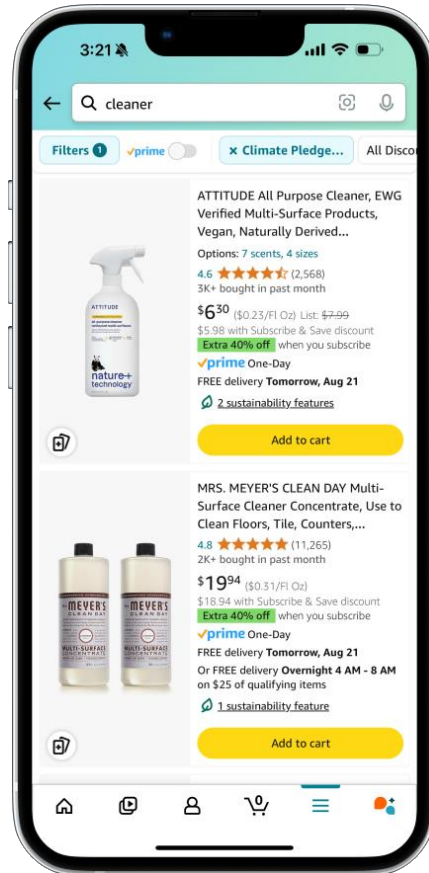 3:21
cleaner
Filters 1
prime
× Climate Pledge...
All Disco
ATTITUDE All Purpose Cleaner, EWG
Verified Multi-Surface Products,
Vegan, Naturally Derived...
Options: 7 scents, 4 sizes
4.6 (2,568)
3K+ bought in past month
$6³⁰ ($0.23/Fl Oz) List: $7.99
$5.98 with Subscribe & Save discount
Extra 40% off when you subscribe
prime One-Day
FREE delivery Tomorrow, Aug 21
2 sustainability features
Add to cart
ATTITUDE
nature+
technology
MRS. MEYER'S CLEAN DAY Multi-
Surface Cleaner Concentrate, Use to
Clean Floors, Tile, Counters,...
4.8 (11,265)
2K+ bought in past month
$19⁹⁴ ($0.31/Fl Oz)
$18.94 with Subscribe & Save discount
Extra 40% off when you subscribe
prime One-Day
FREE delivery Tomorrow, Aug 21
Or FREE delivery Overnight 4 AM - 8 AM
on $25 of qualifying items
1 sustainability feature
Add to cart
MEYER'S
CLEAN DAY
MULTI-SURFACE
CONCENTRATE
MEYER'S
CLEAN DAY
MULTI-SURFACE
CONCENTRATE
0